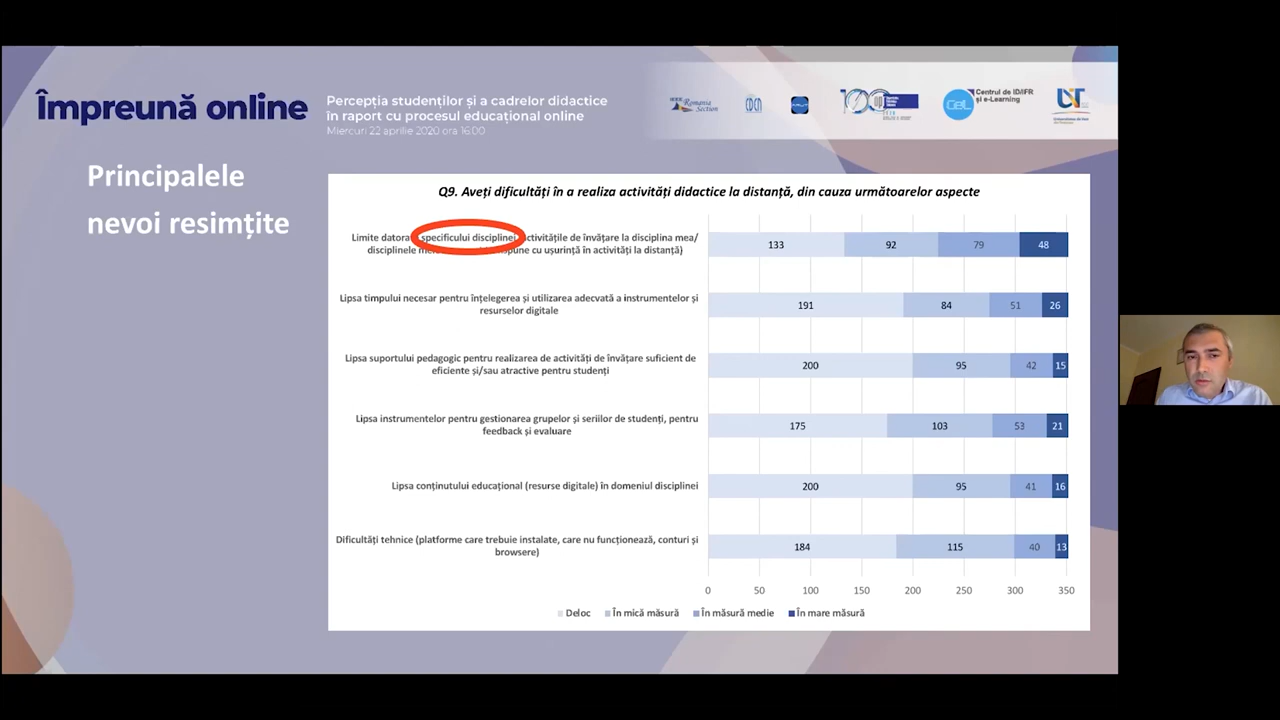 Împreună online
Percepția studenților și a cadrelor didactice
în raport cu procesul educațional online
Miercuri 22 aprilie 2020 ora 16:00
Romania
Section
EDEN
100
Centrul de ID/IFR
și e-Learning
Principalele
nevoi resimțite
Q9. Aveți dificultăți în a realiza activități didactice la distanță, din cauza următoarelor aspecte
Limite datora specificului disciplinei activitățile de învățare la disciplina mea/
disciplinele cu ușurință în activități la distanță)
133 92 79 48
Lipsa timpului necesar pentru înțelegerea și utilizarea adecvată a instrumentelor și
resurselor digitale
191 84 51 26
Lipsa suportului pedagogic pentru realizarea de activități de învățare suficient de
eficiente și/sau atractive pentru studenți
200 95 42 15
Lipsa instrumentelor pentru gestionarea grupelor și seriilor de studenți, pentru
feedback și evaluare
175 103 53 21
Lipsa conținutului educațional (resurse digitale) în domeniul disciplinei
200 95 41 16
Dificultăți tehnice (platforme care trebuie instalate, care nu funcționează, conturi și
browsere)
184 115 40 13
0 50 100 150 200 250 300 350
Deloc În mică măsură În măsură medie În mare măsură